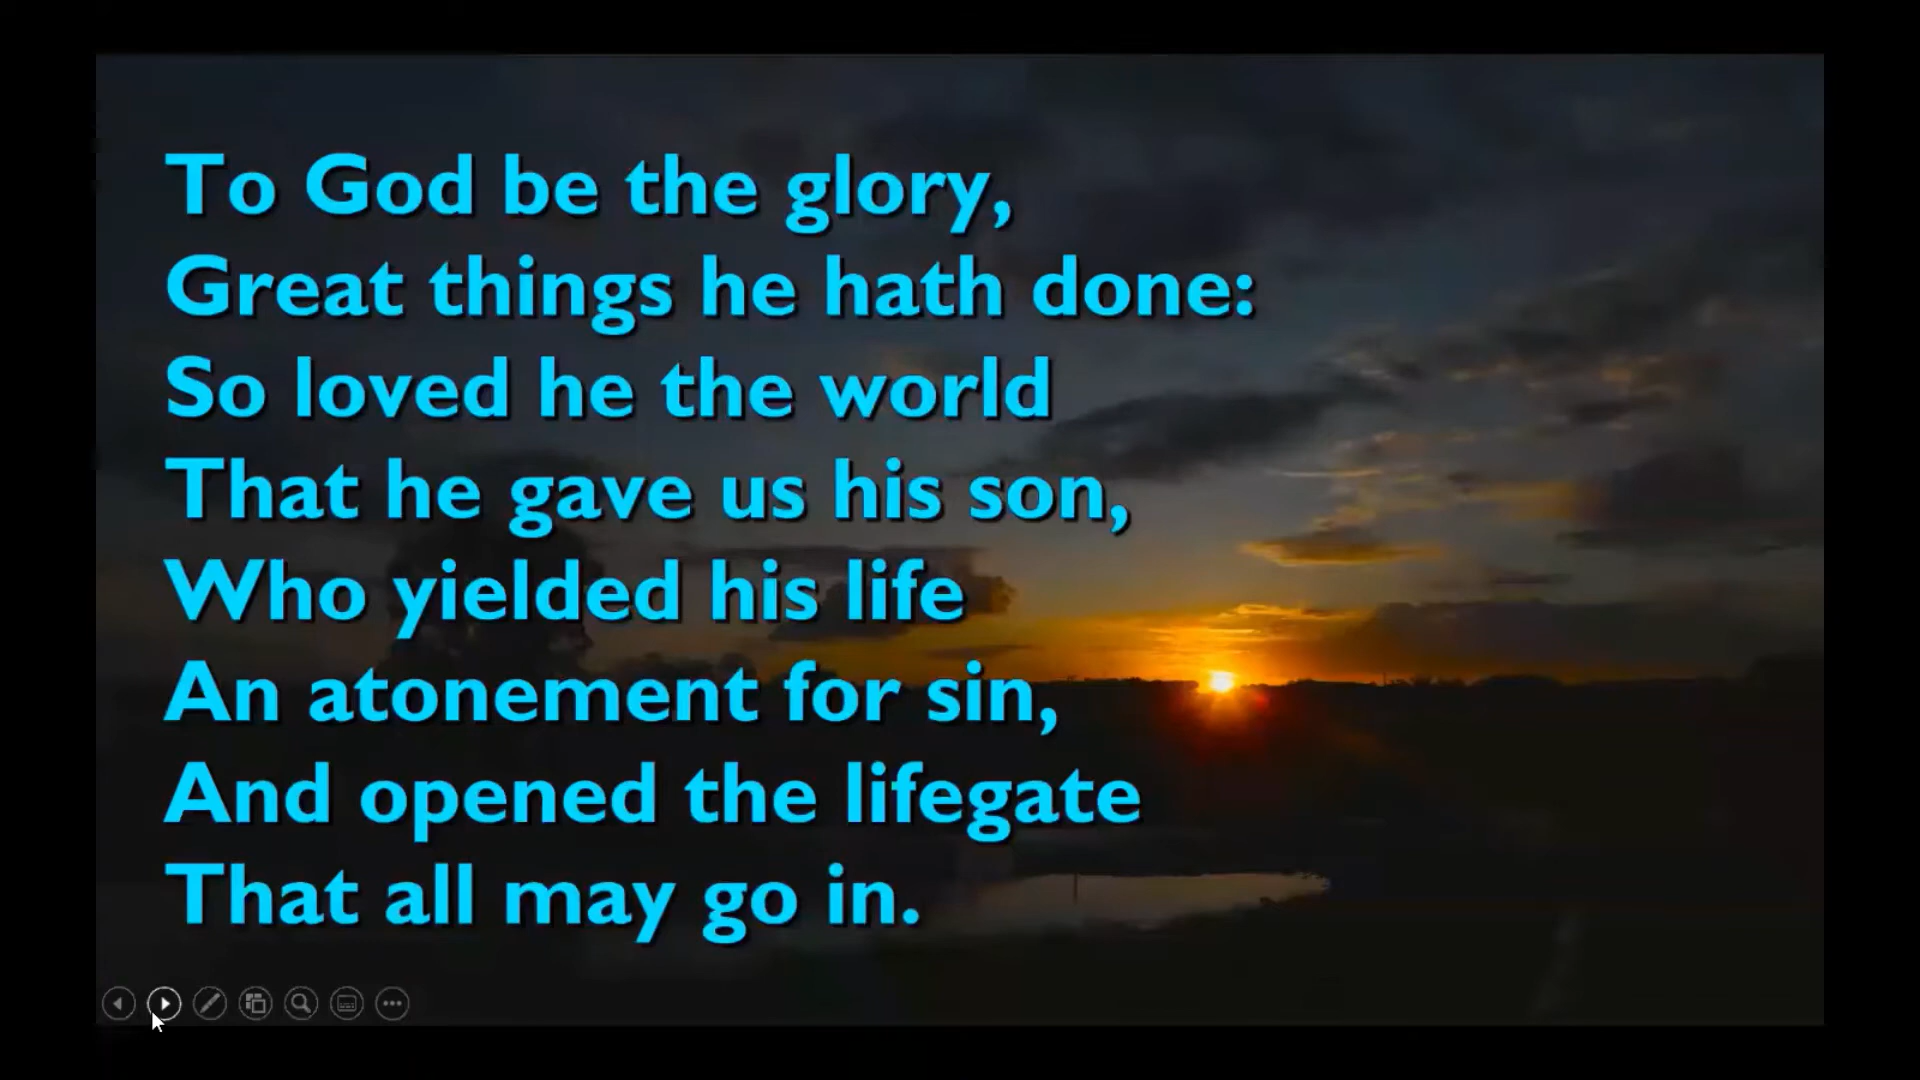 To God be the glory,
Great things he hath done:
So loved he the world
That he gave us his son,
Who yielded his life
An atonement for sin,
And opened the lifegate
That all may go in.